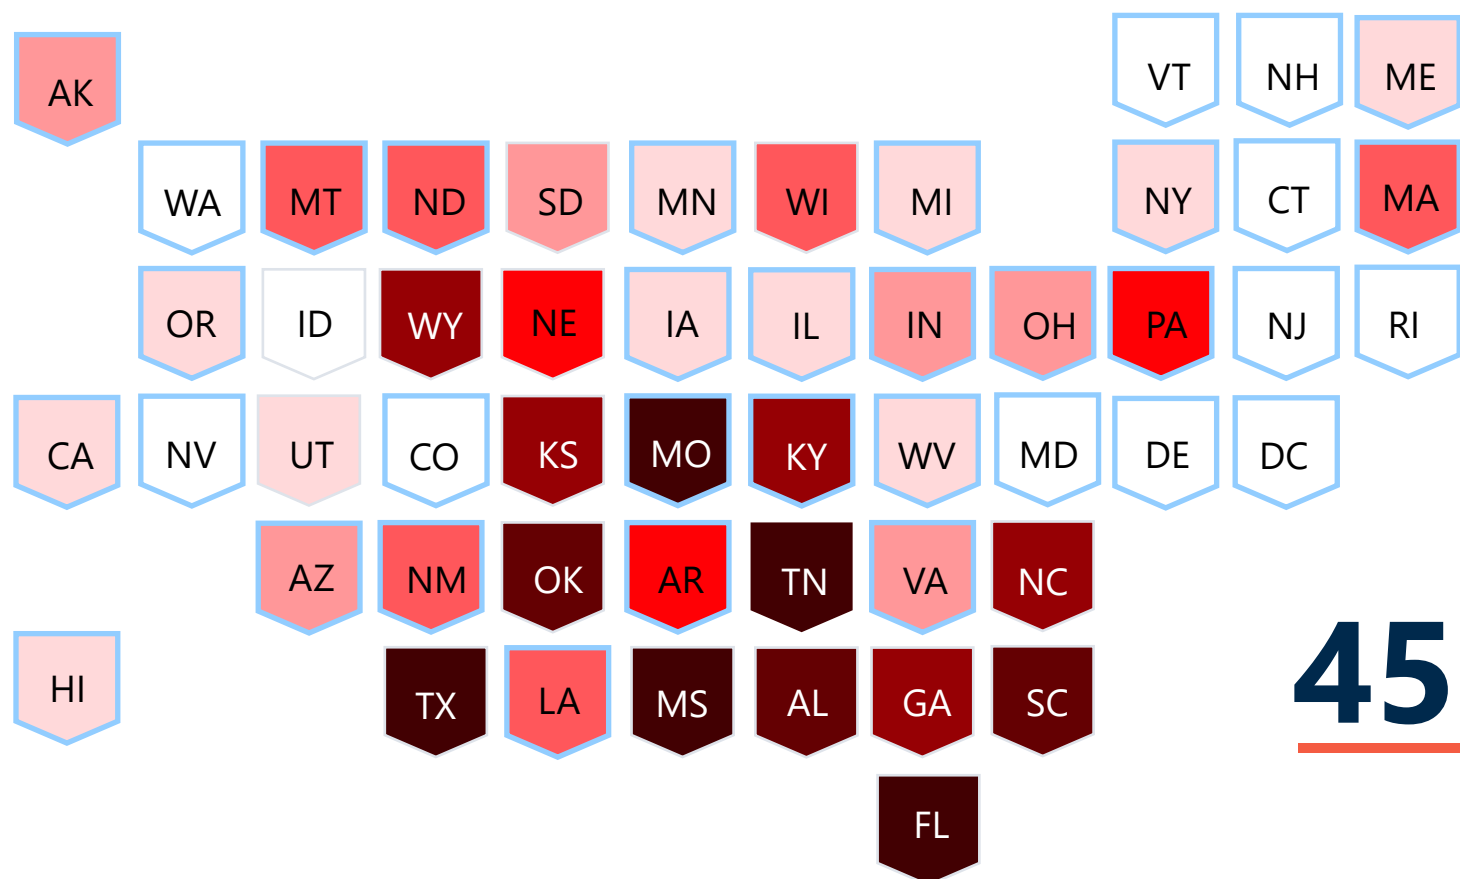 VT NH ME
AK
WA MT ND SD MN WI MI NY CT MA
OR ID WY NE IA IL IN OH PA NJ RI
CA NV UT CO KS MO KY WV MD DE DC
AZ NM OK AR TN VA NC
HI TX LA MS AL GA SC
45
FL